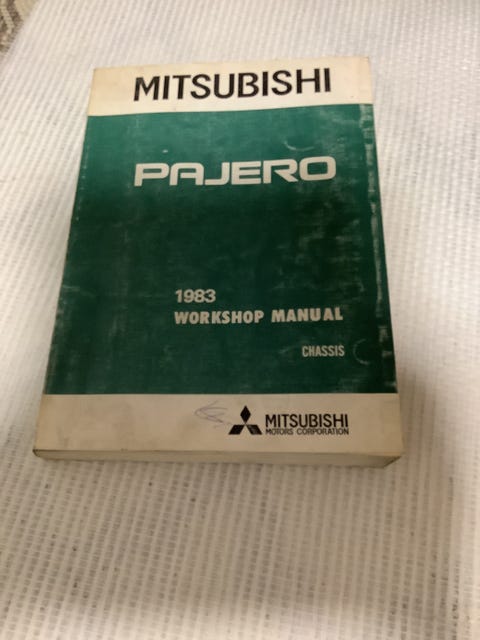 MITSUBISHI
PAJERO
1983
WORKSHOP MANUAL
CHASSIS
MITSUBISHI
MOTORS CORPORATION